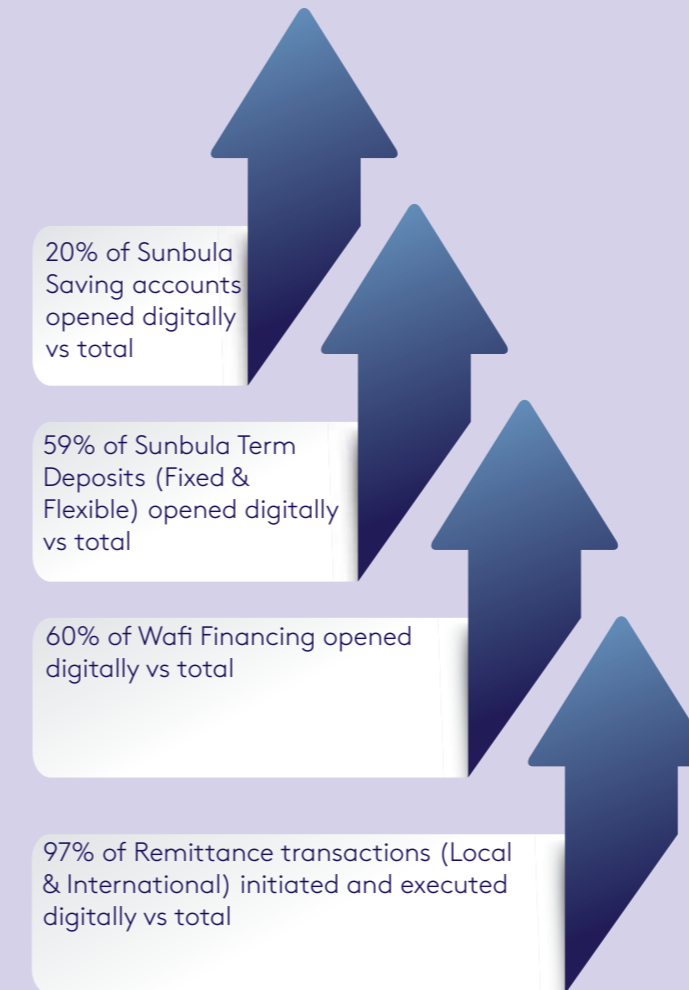 20% of Sunbula
Saving accounts
opened digitally
vs total
59% of Sunbula Term
Deposits (Fixed &
Flexible) opened digitally
vs total
60% of Wafi Financing opened
digitally vs total
97% of Remittance transactions (Local
& International) initiated and executed
digitally vs total